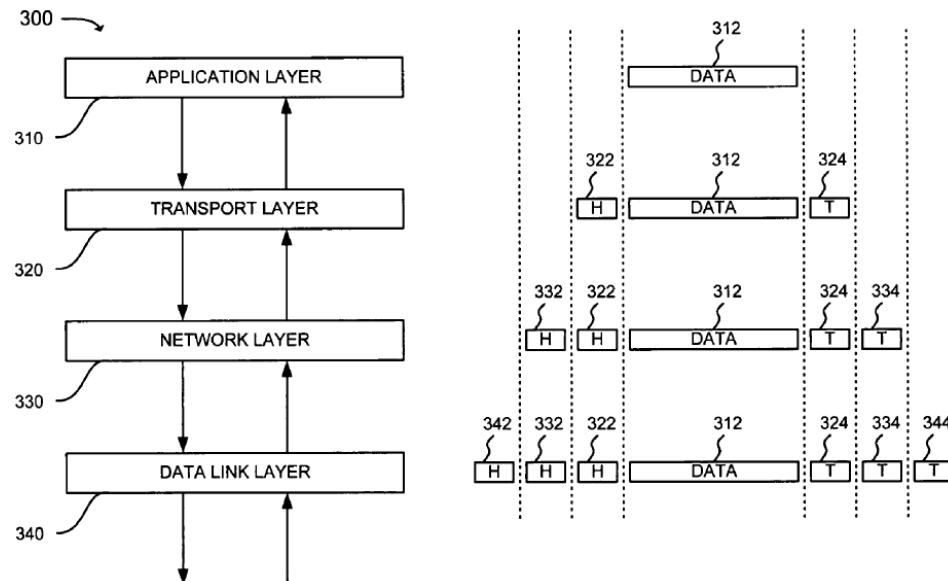 300
APPLICATION LAYER
310
TRANSPORT LAYER
320
NETWORK LAYER
330
DATA LINK LAYER
340
312
DATA
322 312 324
H DATA T
332 322 312 324 334
H H DATA T T
342 332 322 312 324 334 344
H H H DATA T T T